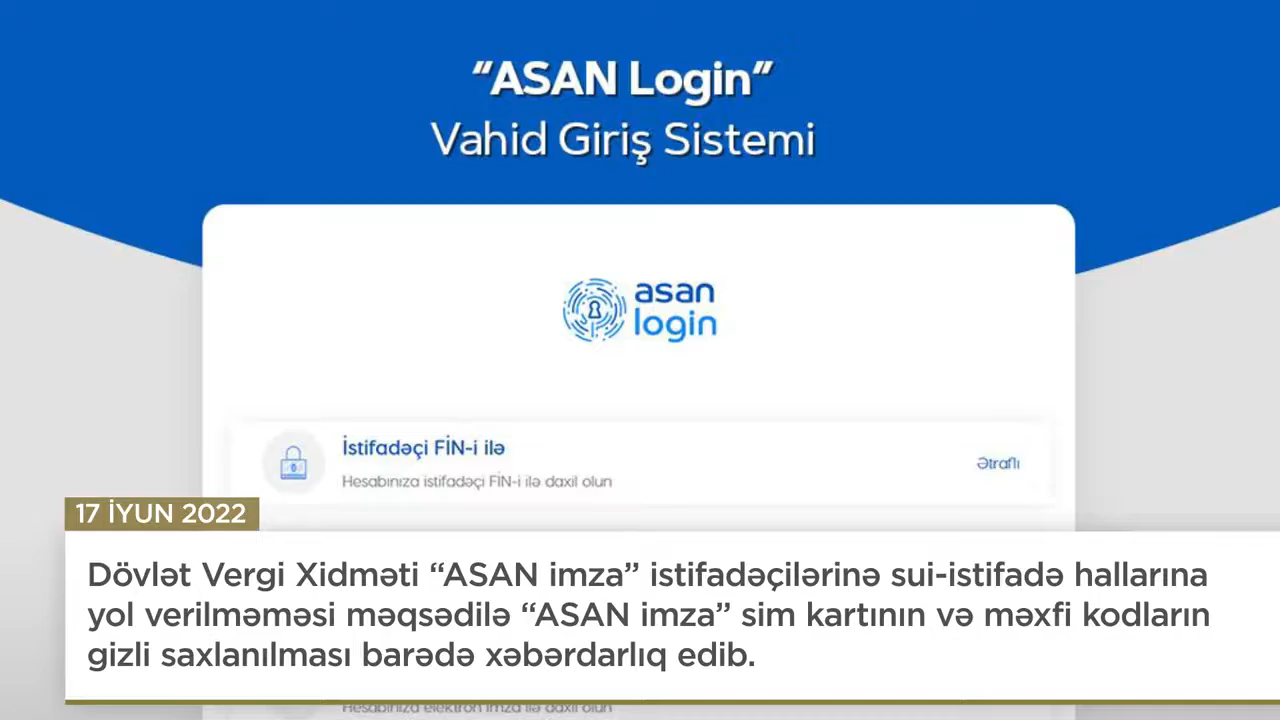 “ASAN Login”
Vahid Giriş Sistemi
asan
login
İstifadəçi FİN-i ilə
Hesabınıza istifadəçi FİN-i ilə daxil olun
Ətraflı
17 İYUN 2022
Dövlət Vergi Xidməti “ASAN imza” istifadəçilərinə sui-istifadə hallarına
yol verilməməsi məqsədilə “ASAN imza” sim kartının və məxfi kodların
gizli saxlanılması barədə xəbərdarlıq edib.
Hesabınıza elektron imza ilə daxil olun